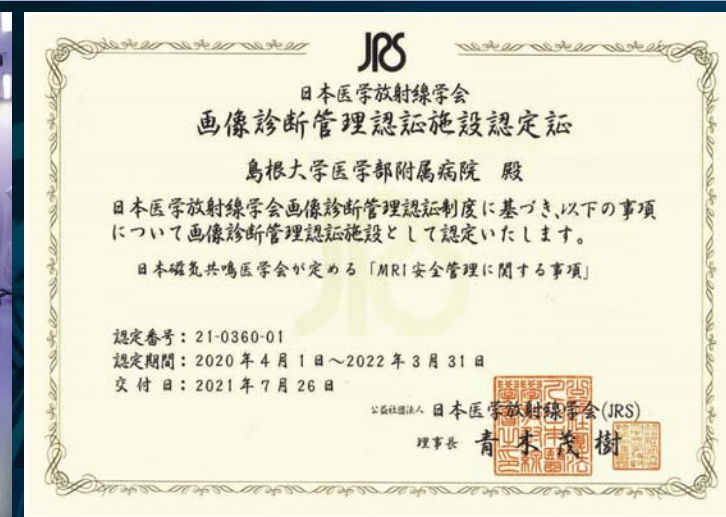 JRS
日本医学放射線学会
画像診断管理認証施設認定証
島根大学医学部附属病院 殿
日本医学放射線学会画像診断管理認証制度に基づき、以下の事項
について画像診断管理認証施設として認定いたします。
日本磁気共鳴医学会が定める「MRI安全管理に関する事項」
認定番号：21-0360-01
認定期間：2020年4月1日～2022年3月31日
交付日：2021年7月26日
公益社団法人 日本医学放射線学会(JRS)
理事長 青木茂樹